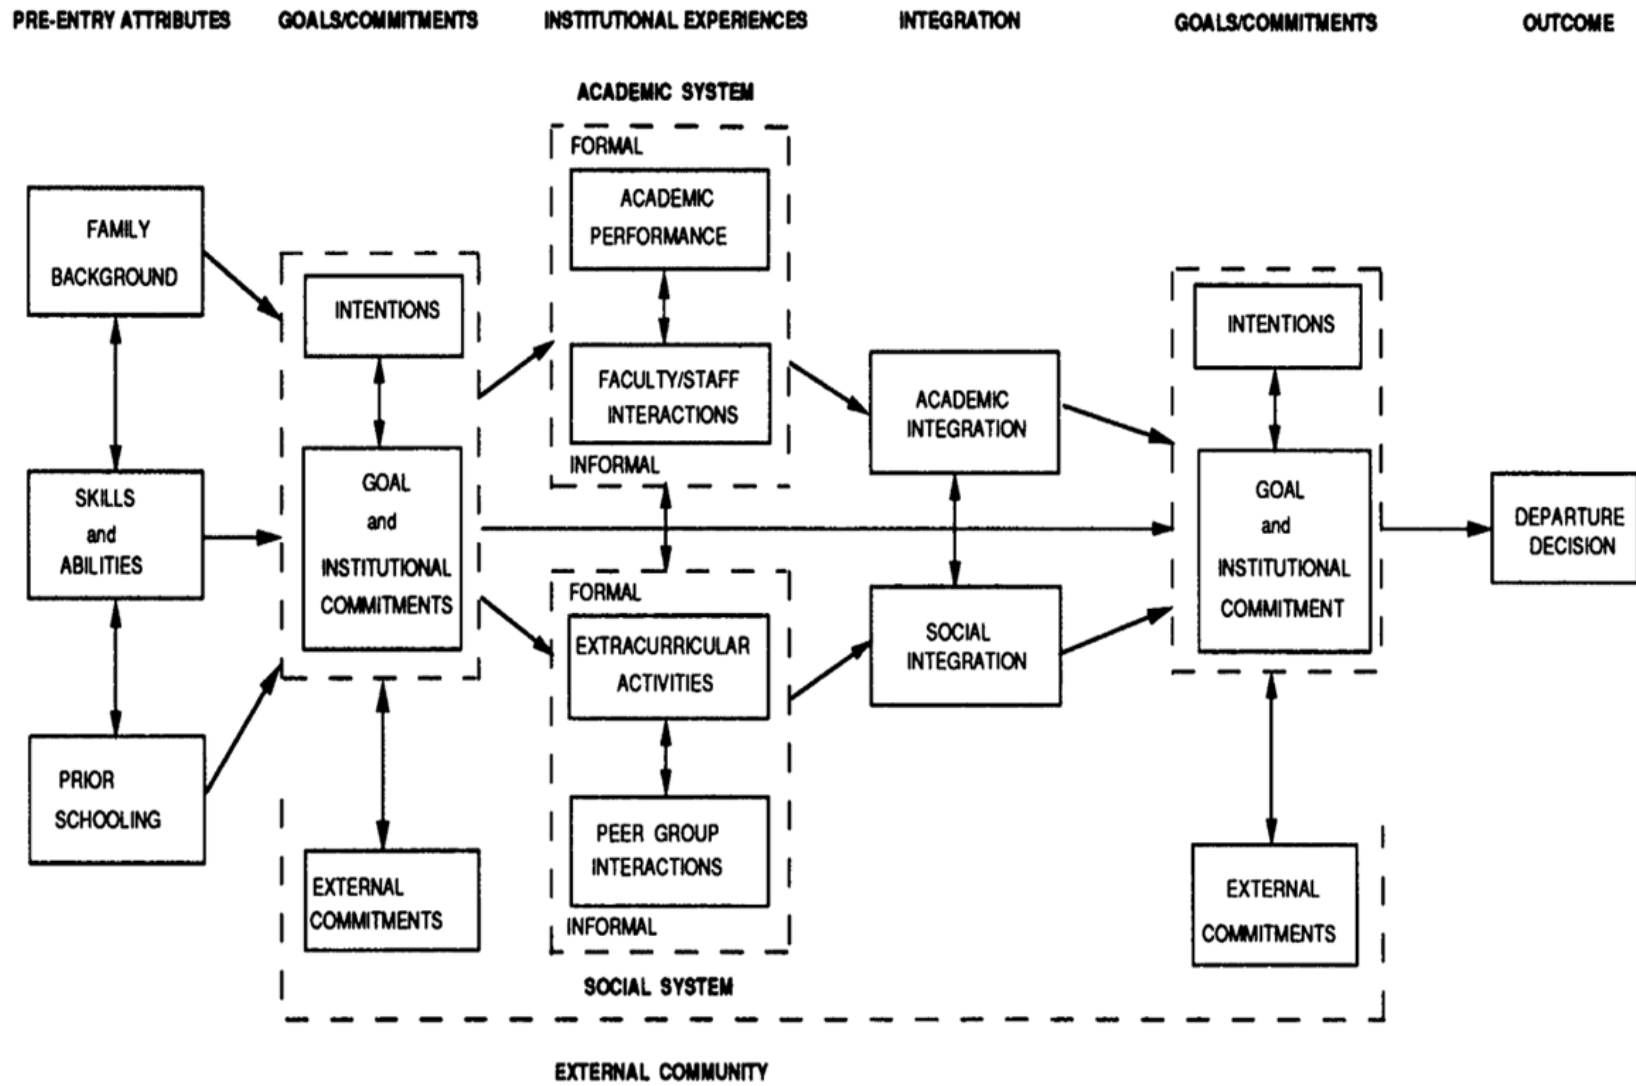 PRE-ENTRY ATTRIBUTES
GOALS/COMMITMENTS
INSTITUTIONAL EXPERIENCES
INTEGRATION
GOALS/COMMITMENTS
OUTCOME
FAMILY
BACKGROUND
SKILLS
and
ABILITIES
PRIOR
SCHOOLING
INTENTIONS
GOAL
and
INSTITUTIONAL
COMMITMENTS
EXTERNAL
COMMITMENTS
ACADEMIC SYSTEM
FORMAL
ACADEMIC
PERFORMANCE
FACULTY/STAFF
INTERACTIONS
INFORMAL
FORMAL
EXTRACURRICULAR
ACTIVITIES
PEER GROUP
INTERACTIONS
INFORMAL
SOCIAL SYSTEM
ACADEMIC
INTEGRATION
SOCIAL
INTEGRATION
INTENTIONS
GOAL
and
INSTITUTIONAL
COMMITMENT
EXTERNAL
COMMITMENTS
DEPARTURE
DECISION
EXTERNAL COMMUNITY